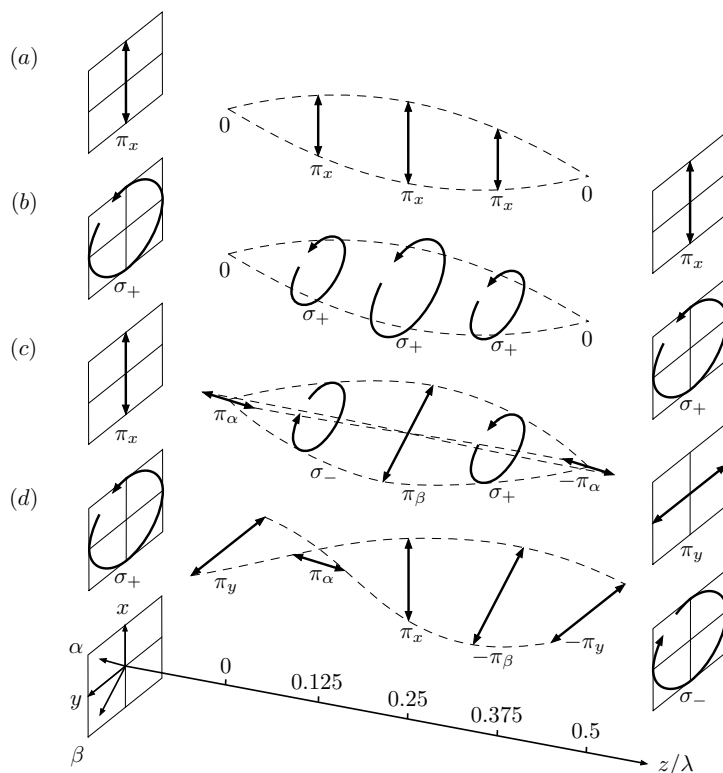 (a)
π_x
0
π_x
π_x
π_x
0
π_x
(b)
σ_+
0
σ_+
σ_+
σ_+
0
σ_+
(c)
π_x
π_α
σ_−
π_β
σ_+
−π_α
π_y
(d)
σ_+
π_y
π_α
π_x
−π_β
−π_y
σ_−
x
α
y
β
0
0.125
0.25
0.375
0.5
z/λ